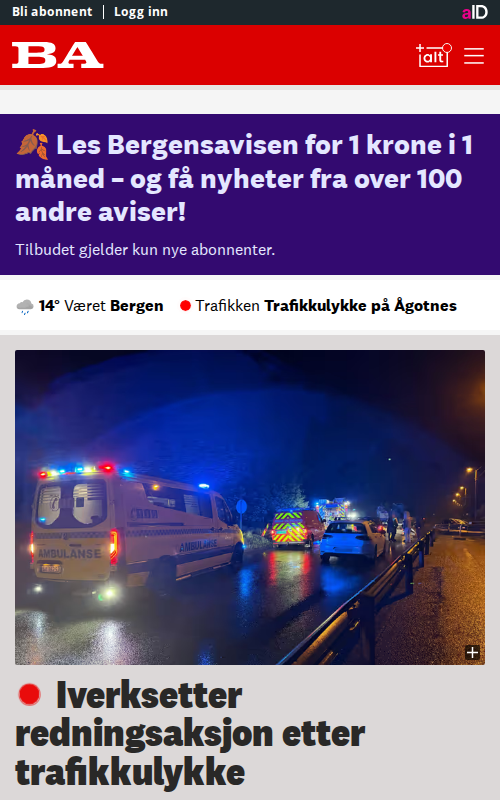 Bli abonnent | Logg inn
aID
BA
+alt
Les Bergensavisen for 1 krone i 1
måned – og få nyheter fra over 100
andre aviser!
Tilbudet gjelder kun nye abonnenter.
14° Været Bergen
Trafikken Trafikkulykke på Ågotnes
AMBULANSE
AMBULANSE
Iverksetter
redningsaksjon etter
trafikkulykke